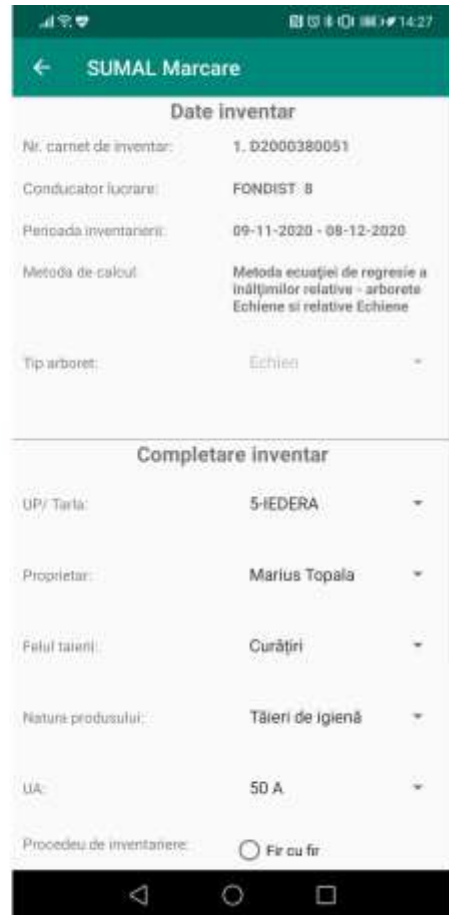 14:27
SUMAL Marcare
Date inventar
Nr. carnet de inventar: 1. D2000380051
Conducator lucrare: FONDIST 8
Perioada inventarierii: 09-11-2020 - 08-12-2020
Metoda de calcul: Metoda ecuației de regresie a
inălțimilor relative - arborete
Echiene si relative Echiene
Tip arboret: Echien
Completare inventar
UP/ Tarla: 5-IEDERA
Proprietar: Marius Topala
Felul taierii: Curățiri
Natura produsului: Tăieri de igienă
UA: 50 A
Procedeu de inventariere: Fir cu fir